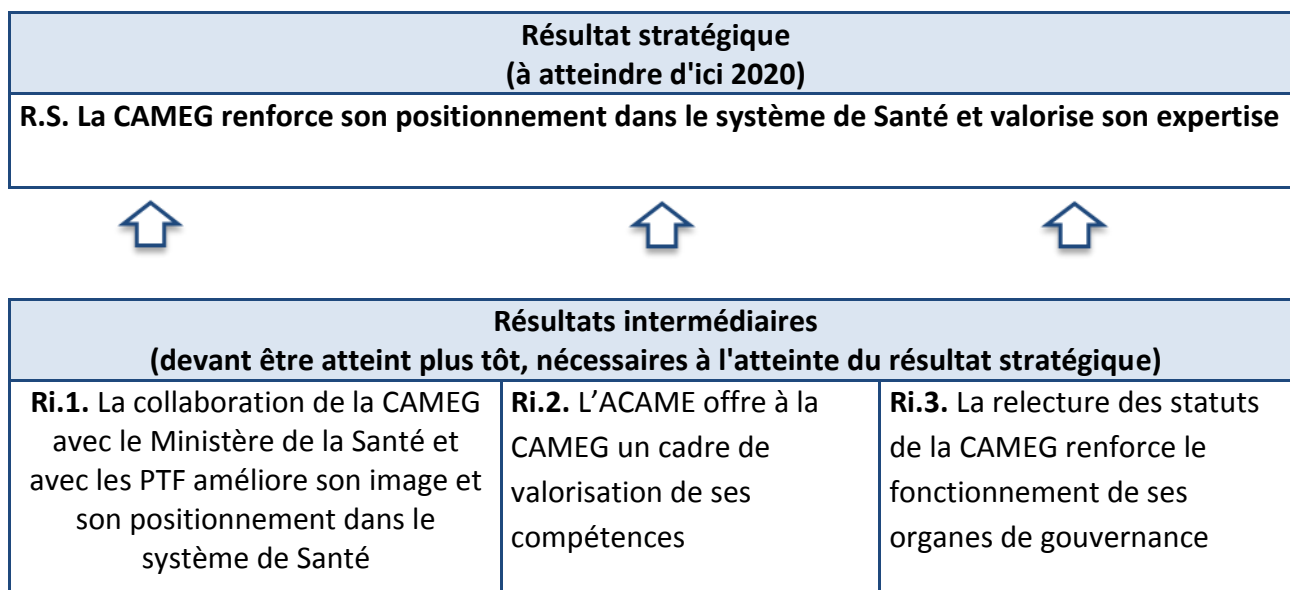 Résultat stratégique
(à atteindre d'ici 2020)
R.S. La CAMEG renforce son positionnement dans le système de Santé et valorise son expertise
Résultats intermédiaires
(devant être atteint plus tôt, nécessaires à l'atteinte du résultat stratégique)
Ri.1. La collaboration de la CAMEG
avec le Ministère de la Santé et
avec les PTF améliore son image et
son positionnement dans le
système de Santé
Ri.2. L’ACAME offre à la
CAMEG un cadre de
valorisation de ses
compétences
Ri.3. La relecture des statuts
de la CAMEG renforce le
fonctionnement de ses
organes de gouvernance